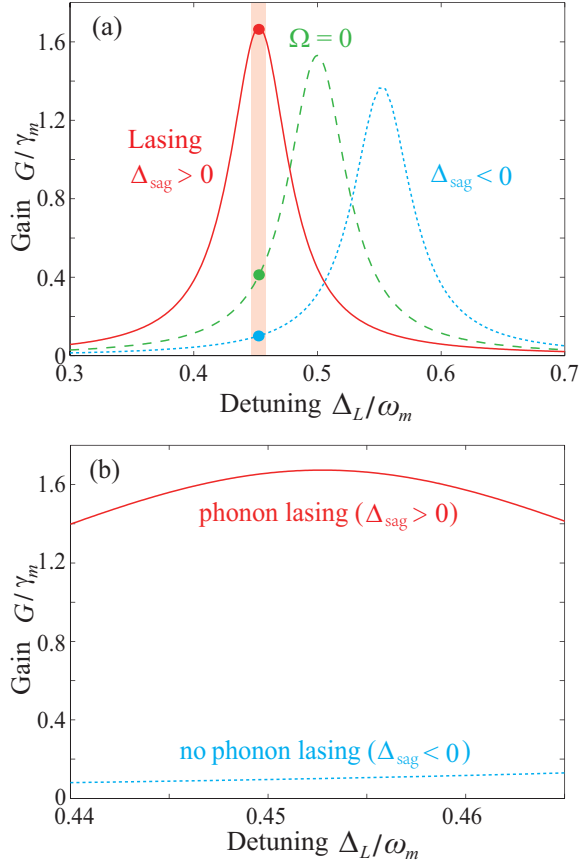 (a)
Ω=0
Lasing
Δsag > 0
Δsag < 0
Gain G/γm
1.6
1.2
0.8
0.4
0
0.3
0.4
0.5
0.6
0.7
Detuning ΔL/ωm
(b)
phonon lasing (Δsag > 0)
no phonon lasing (Δsag < 0)
Gain G/γm
1.6
1.2
0.8
0.4
0
0.44
0.45
0.46
Detuning ΔL/ωm